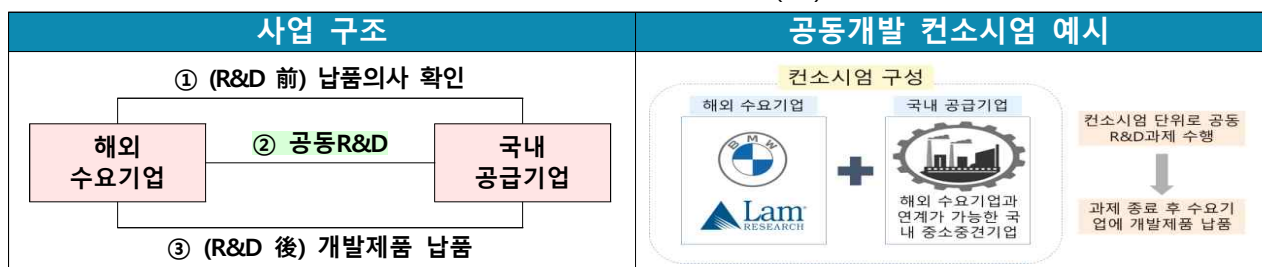 사업 구조
공동개발 컨소시엄 예시
① (R&D 前) 납품의사 확인
해외
수요기업
② 공동R&D
국내
공급기업
③ (R&D 後) 개발제품 납품
컨소시엄 구성
해외 수요기업
국내 공급기업
BMW
Lam
RESEARCH
해외 수요기업과
연계가 가능한 국
내 중소중견기업
컨소시엄 단위로 공동
R&D과제 수행
과제 종료 후 수요기
업에 개발제품 납품